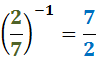 (2/7)⁻¹ = 7/2